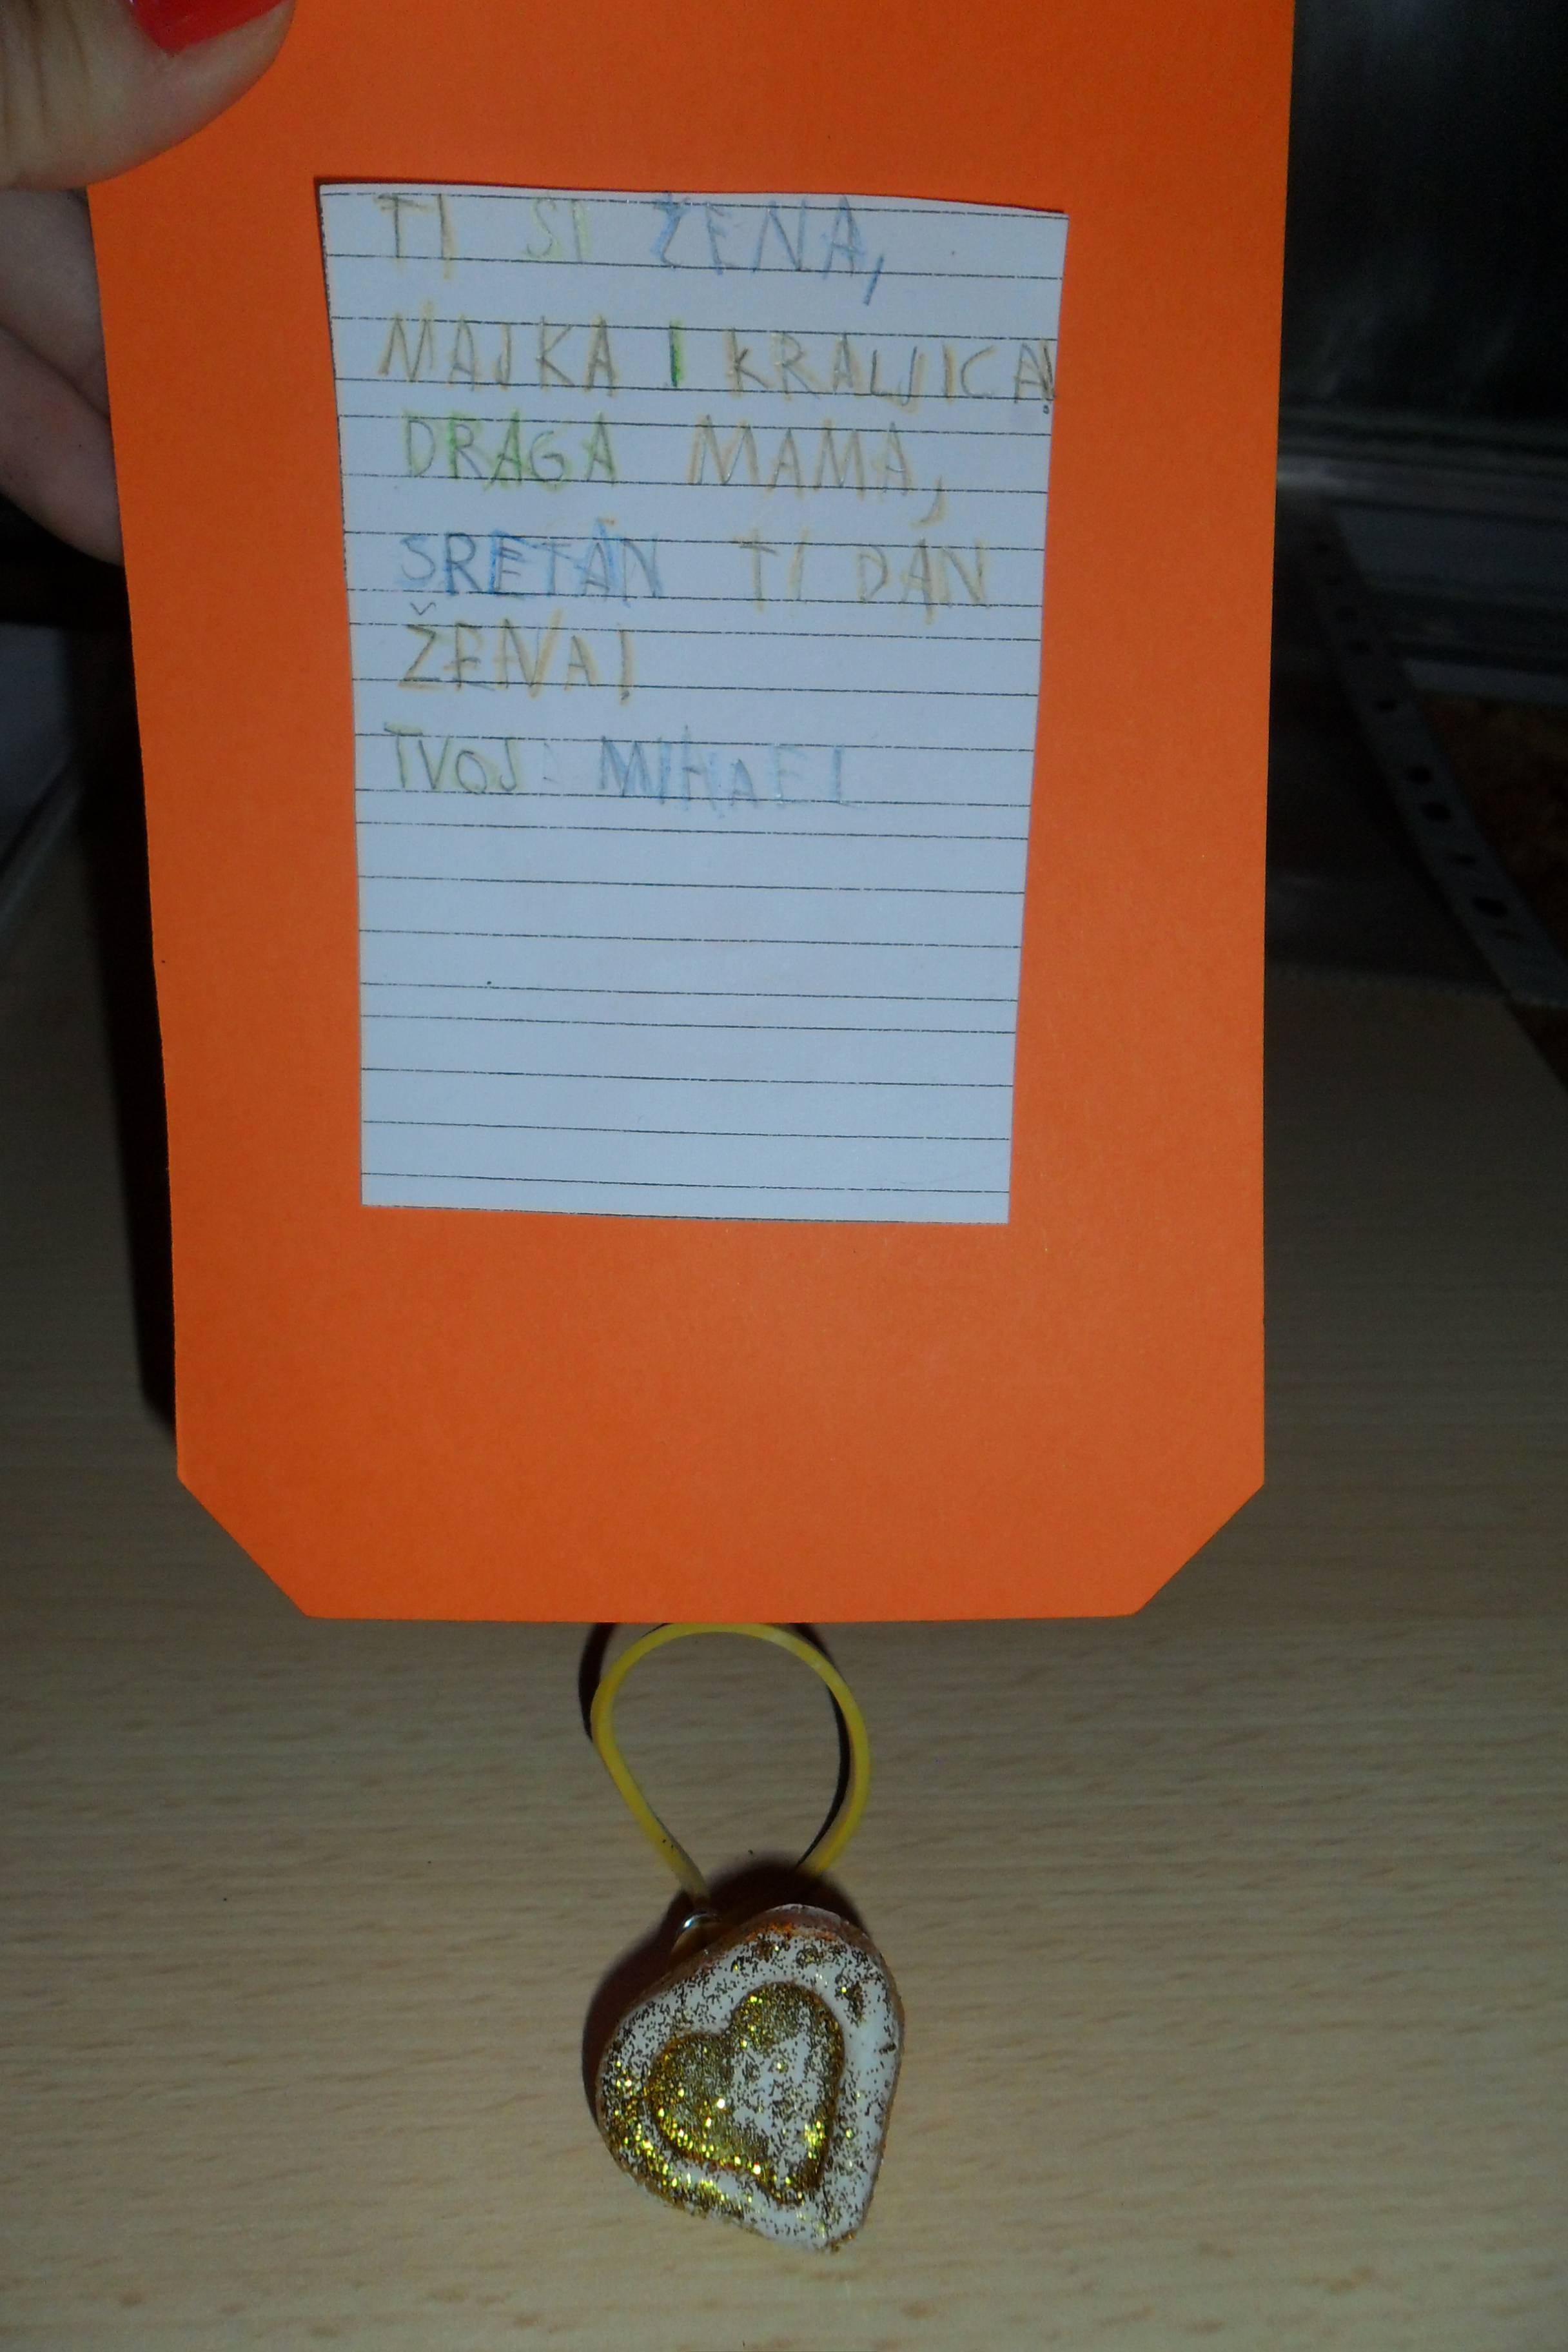 TI SI ŽENA,
MAJKA I KRALJICA!
DRAGA MAMA,
SRETAN TI DAN
ŽENA!
TVOJ MIHAEL